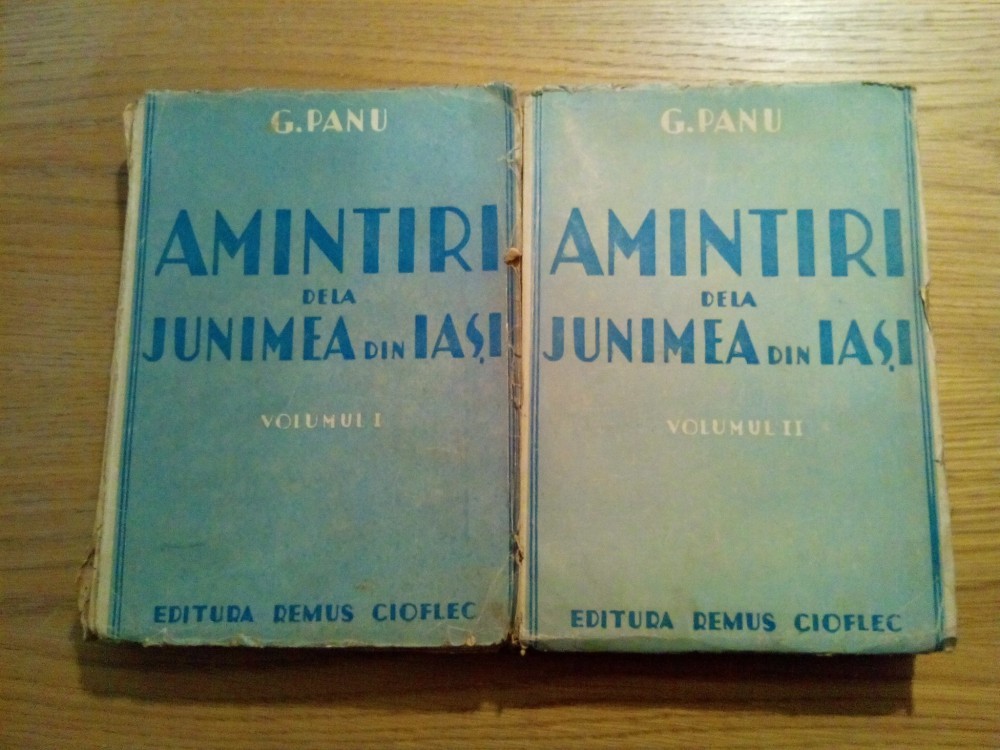 G. PANU
AMINTIRI
DELA
JUNIMEA DIN IAȘI
VOLUMUL I
EDITURA REMUS CIOFLEC
G. PANU
AMINTIRI
DELA
JUNIMEA DIN IAȘI
VOLUMUL II
EDITURA REMUS CIOFLEC